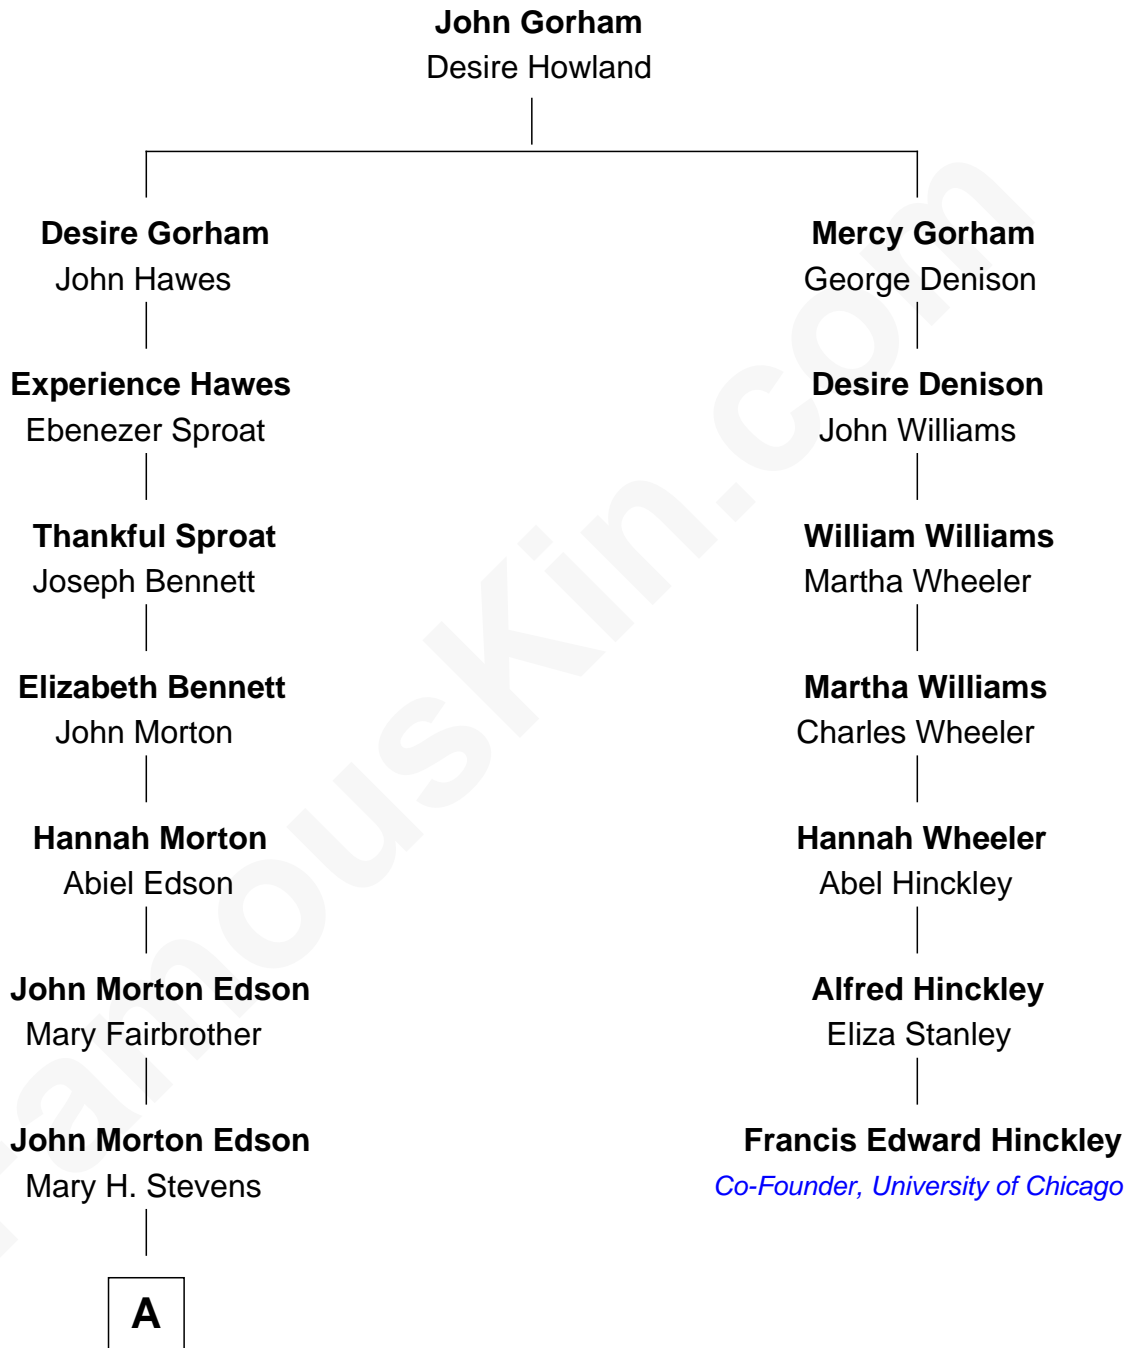 John Gorham
Desire Howland
Desire Gorham
John Hawes
Mercy Gorham
George Denison
Experience Hawes
Ebenezer Sproat
Desire Denison
John Williams
Thankful Sproat
Joseph Bennett
William Williams
Martha Wheeler
Elizabeth Bennett
John Morton
Martha Williams
Charles Wheeler
Hannah Morton
Abiel Edson
Hannah Wheeler
Abel Hinckley
John Morton Edson
Mary Fairbrother
Alfred Hinckley
Eliza Stanley
John Morton Edson
Mary H. Stevens
Francis Edward Hinckley
Co-Founder, University of Chicago
A
FamousKin.com